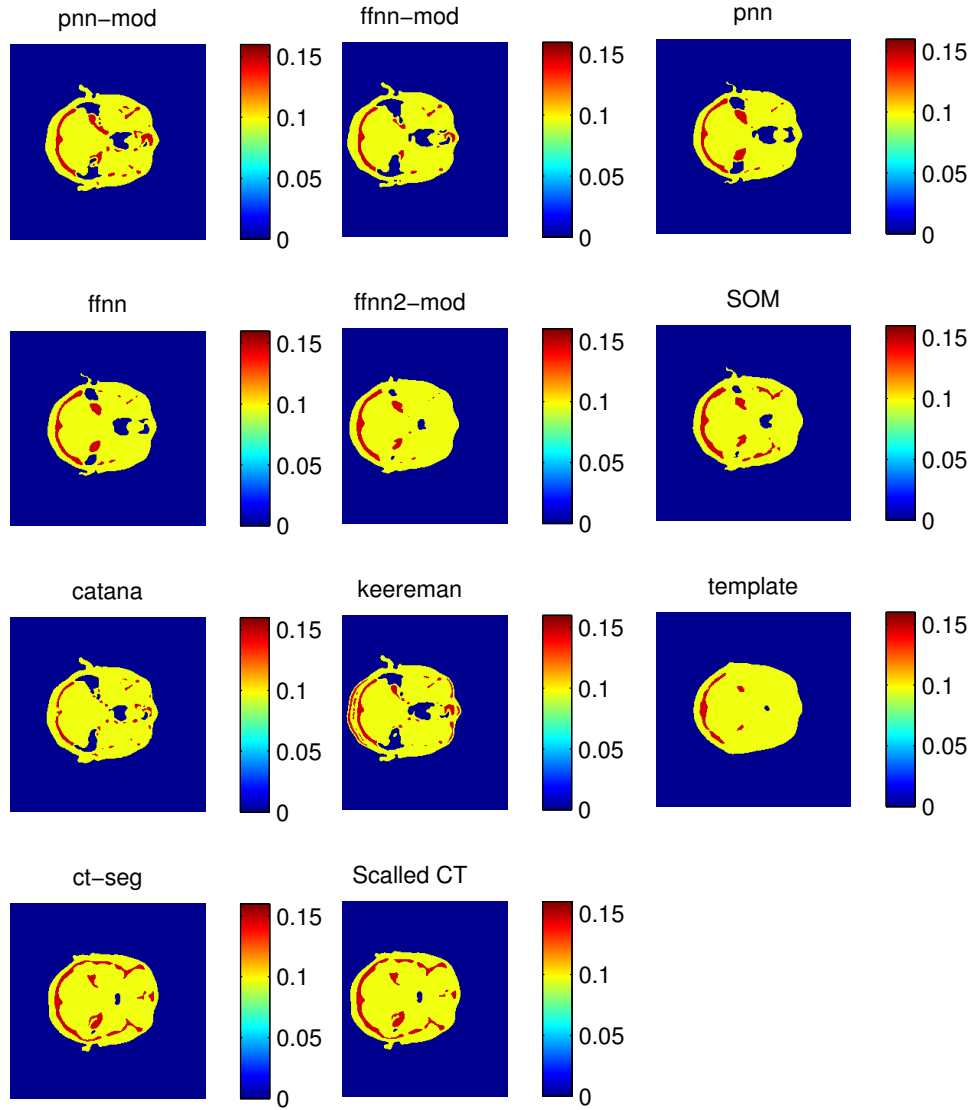 pnn−mod ffnn−mod pnn
0.15 0.15 0.15
0.1 0.1 0.1
0.05 0.05 0.05
0 0 0
ffnn ffnn2−mod SOM
0.15 0.15 0.15
0.1 0.1 0.1
0.05 0.05 0.05
0 0 0
catana keereman template
0.15 0.15 0.15
0.1 0.1 0.1
0.05 0.05 0.05
0 0 0
ct−seg Scalled CT
0.15 0.15
0.1 0.1
0.05 0.05
0 0